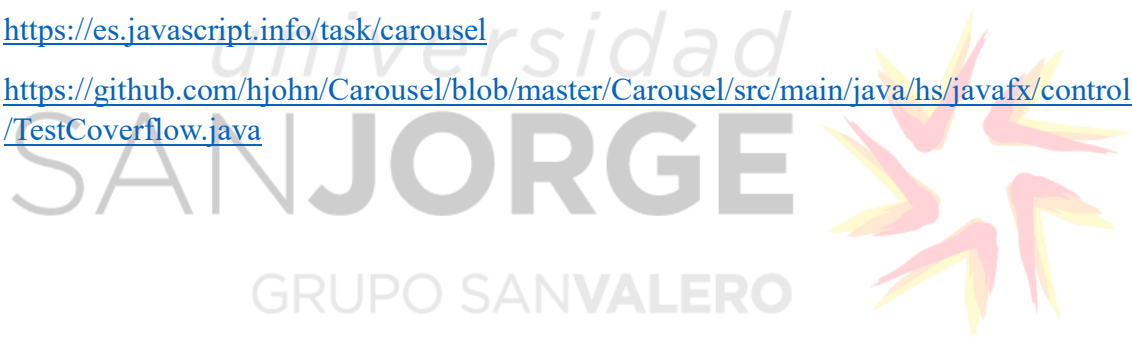 https://es.javascript.info/task/carousel
universidad
https://github.com/hjohn/Carousel/blob/master/Carousel/src/main/java/hs/javafx/control
/TestCoverflow.java
SANJORGE
GRUPO SANVALERO